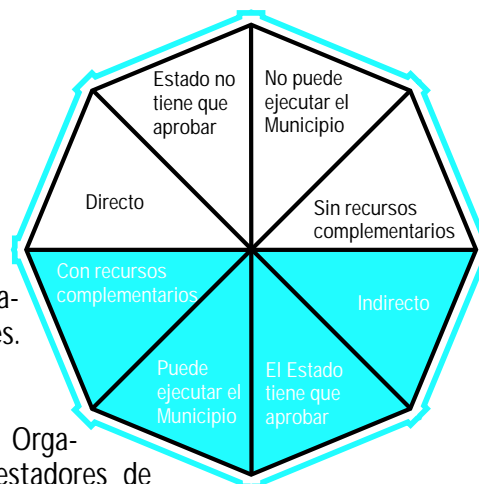 Estado no
tiene que
aprobar
No puede
ejecutar el
Municipio
Directo
Sin recursos
complementarios
Con recursos
complementarios
Indirecto
Puede
ejecutar el
Municipio
El Estado
tiene que
aprobar
a-
es.
Orga-
estadores de